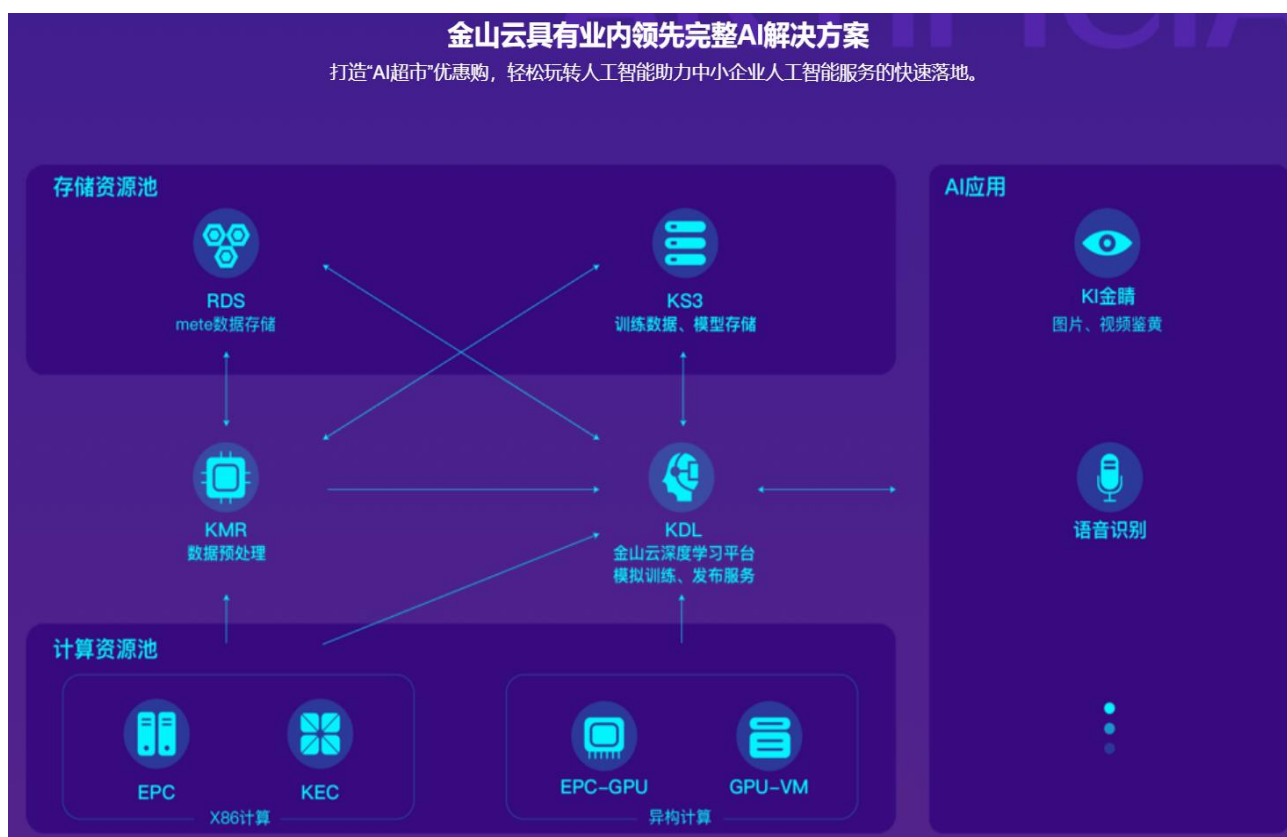 金山云具有业内领先完整AI解决方案
打造“AI超市”优惠购，轻松玩转人工智能助力中小企业人工智能服务的快速落地。
存储资源池
RDS
mete数据存储
KS3
训练数据、模型存储
AI应用
KI金睛
图片、视频鉴黄
KMR
数据预处理
KDL
金山云深度学习平台
模拟训练、发布服务
语音识别
计算资源池
EPC
KEC
X86计算
EPC-GPU
GPU-VM
异构计算